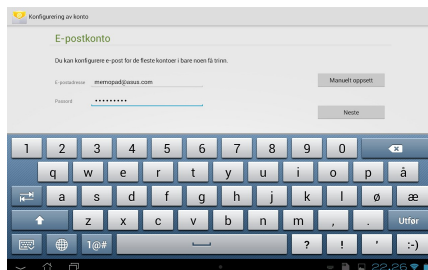 Konfigurering av konto
E-postkonto
Du kan konfigurere e-post for de fleste kontoer i bare noen få trinn.
E-postadresse memopad@asus.com Manuelt oppsett
Passord •••••••••
Neste
1 2 3 4 5 6 7 8 9 0
q w e r t y u i o p å
a s d f g h j k l ø æ
z x c v b n m , . Utfør
1@# ? ! ' :-)
22.26